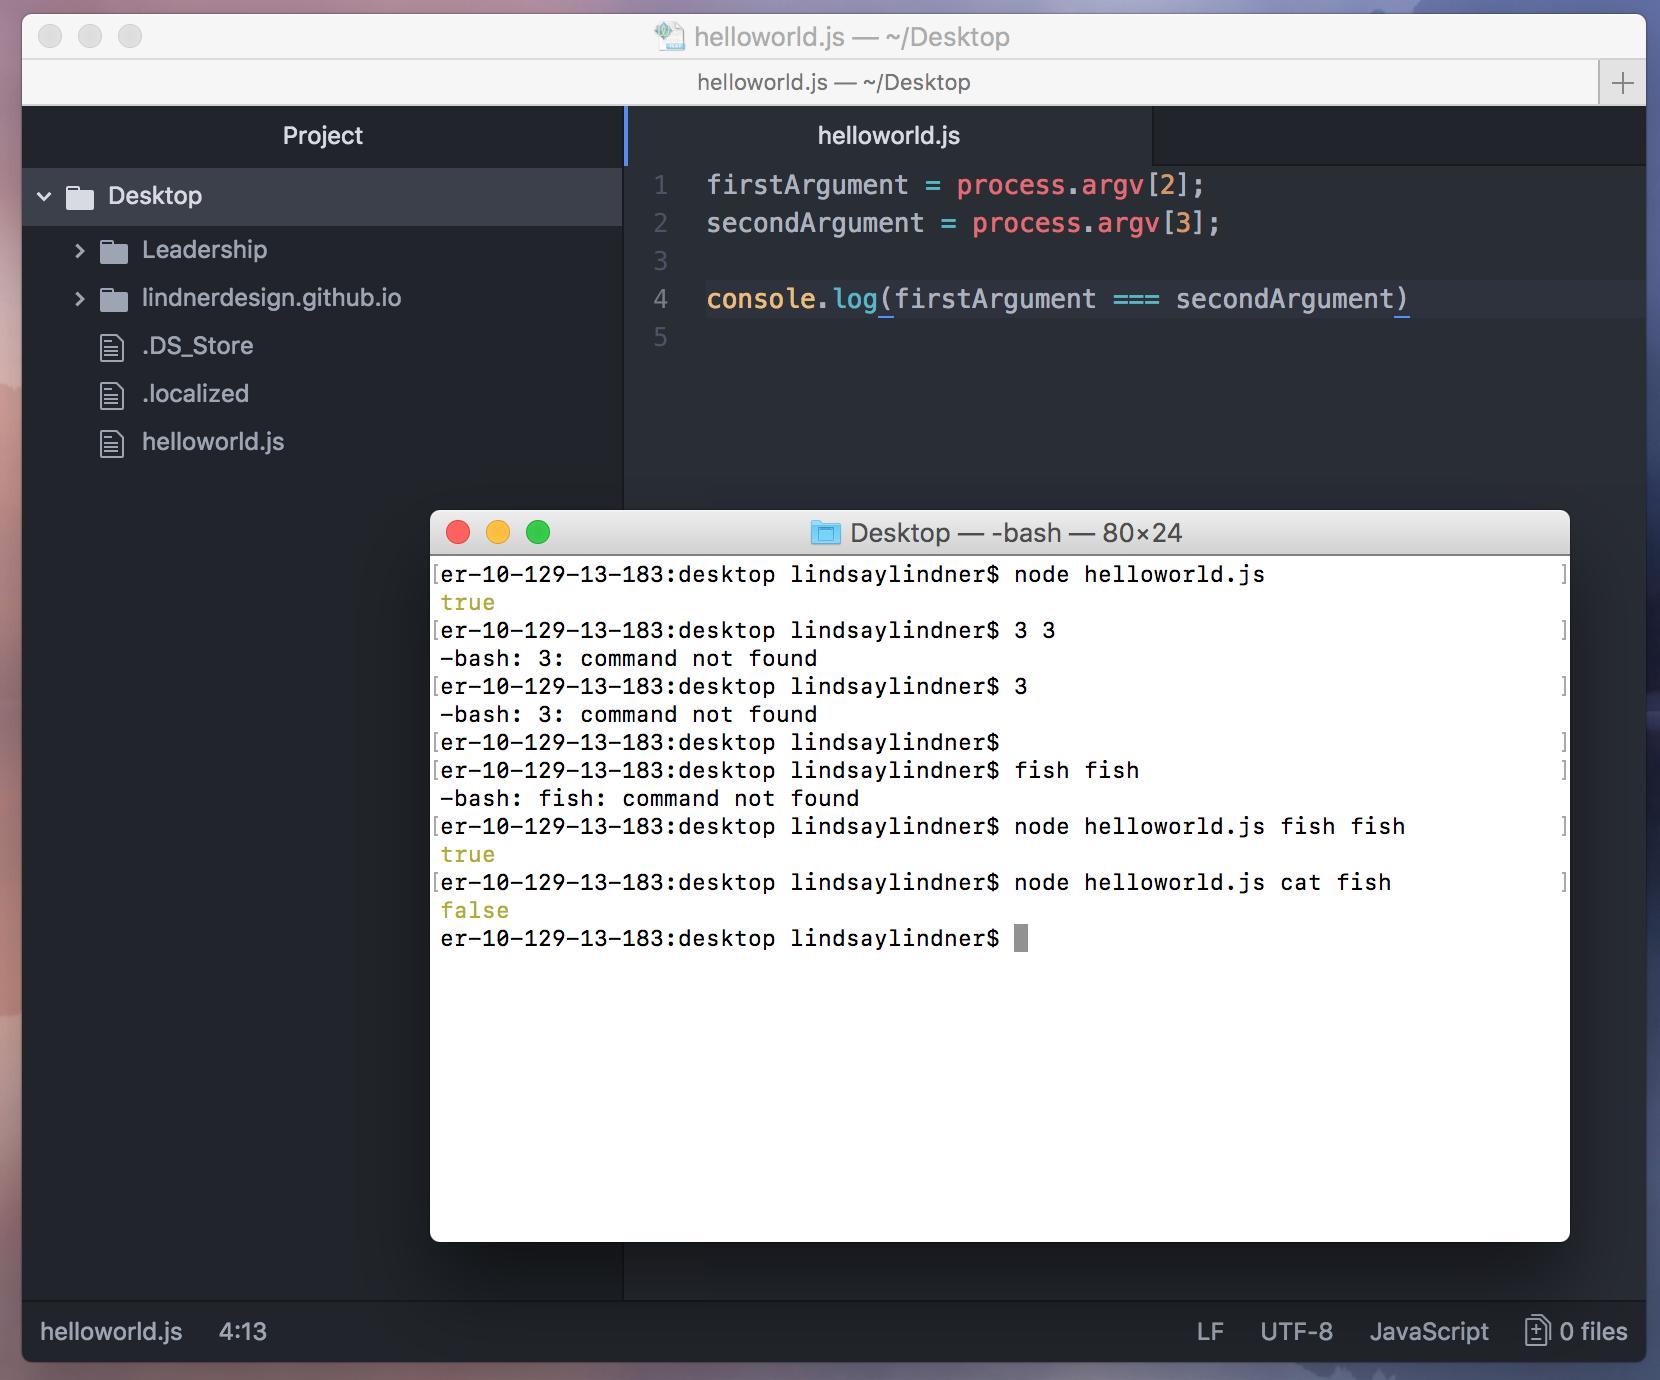 helloworld.js — ~/Desktop
helloworld.js — ~/Desktop
Project
Desktop
Leadership
lindnerdesign.github.io
.DS_Store
.localized
helloworld.js
helloworld.js
1 firstArgument = process.argv[2];
2 secondArgument = process.argv[3];
3
4 console.log(firstArgument === secondArgument)
5
Desktop — -bash — 80×24
[er-10-129-13-183:desktop lindsaylindner$ node helloworld.js ]
true
[er-10-129-13-183:desktop lindsaylindner$ 3 3 ]
-bash: 3: command not found
[er-10-129-13-183:desktop lindsaylindner$ 3 ]
-bash: 3: command not found
[er-10-129-13-183:desktop lindsaylindner$ ]
[er-10-129-13-183:desktop lindsaylindner$ fish fish ]
-bash: fish: command not found
[er-10-129-13-183:desktop lindsaylindner$ node helloworld.js fish fish ]
true
[er-10-129-13-183:desktop lindsaylindner$ node helloworld.js cat fish ]
false
er-10-129-13-183:desktop lindsaylindner$
helloworld.js 4:13 LF UTF-8 JavaScript 0 files